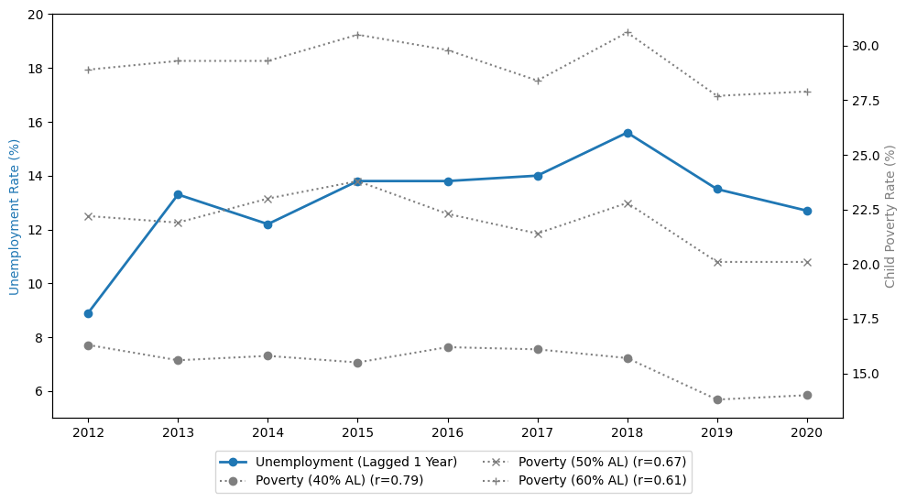 20
18
16
14
12
10
8
6
Unemployment Rate (%)
30.0
27.5
25.0
22.5
20.0
17.5
15.0
Child Poverty Rate (%)
2012 2013 2014 2015 2016 2017 2018 2019 2020
Unemployment (Lagged 1 Year)
Poverty (40% AL) (r=0.79)
Poverty (50% AL) (r=0.67)
Poverty (60% AL) (r=0.61)